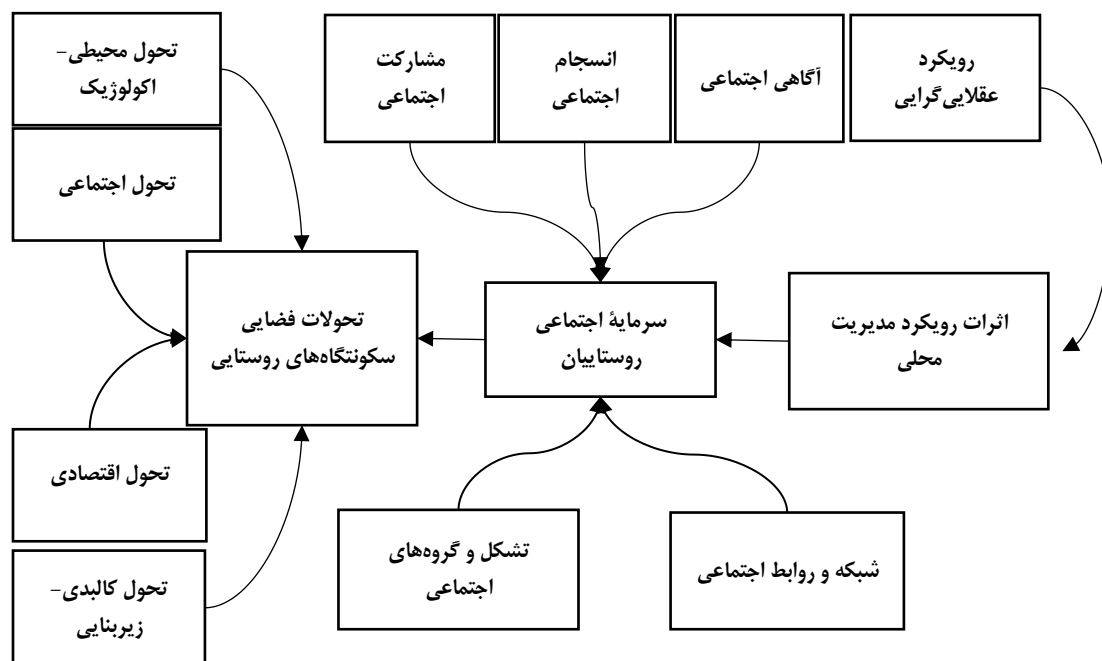 رویکرد
عقلایی‌گرایی
آگاهی اجتماعی
انسجام
اجتماعی
مشارکت
اجتماعی
تحول محیطی-
اکولوژیک
تحول اجتماعی
اثرات رویکرد مدیریت
محلی
سرمایهٔ اجتماعی
روستاییان
تحولات فضایی
سکونتگاه‌های روستایی
تحول اقتصادی
شبکه و روابط اجتماعی
تشکل و گروه‌های
اجتماعی
تحول کالبدی-
زیربنایی